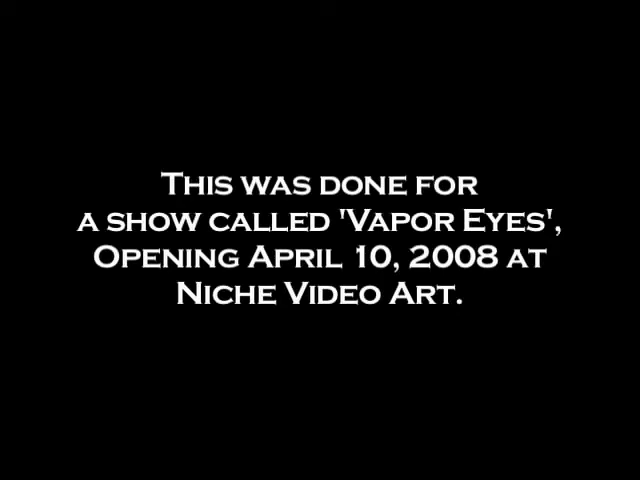 This was done for
a show called 'Vapor Eyes',
Opening April 10, 2008 at
Niche Video Art.